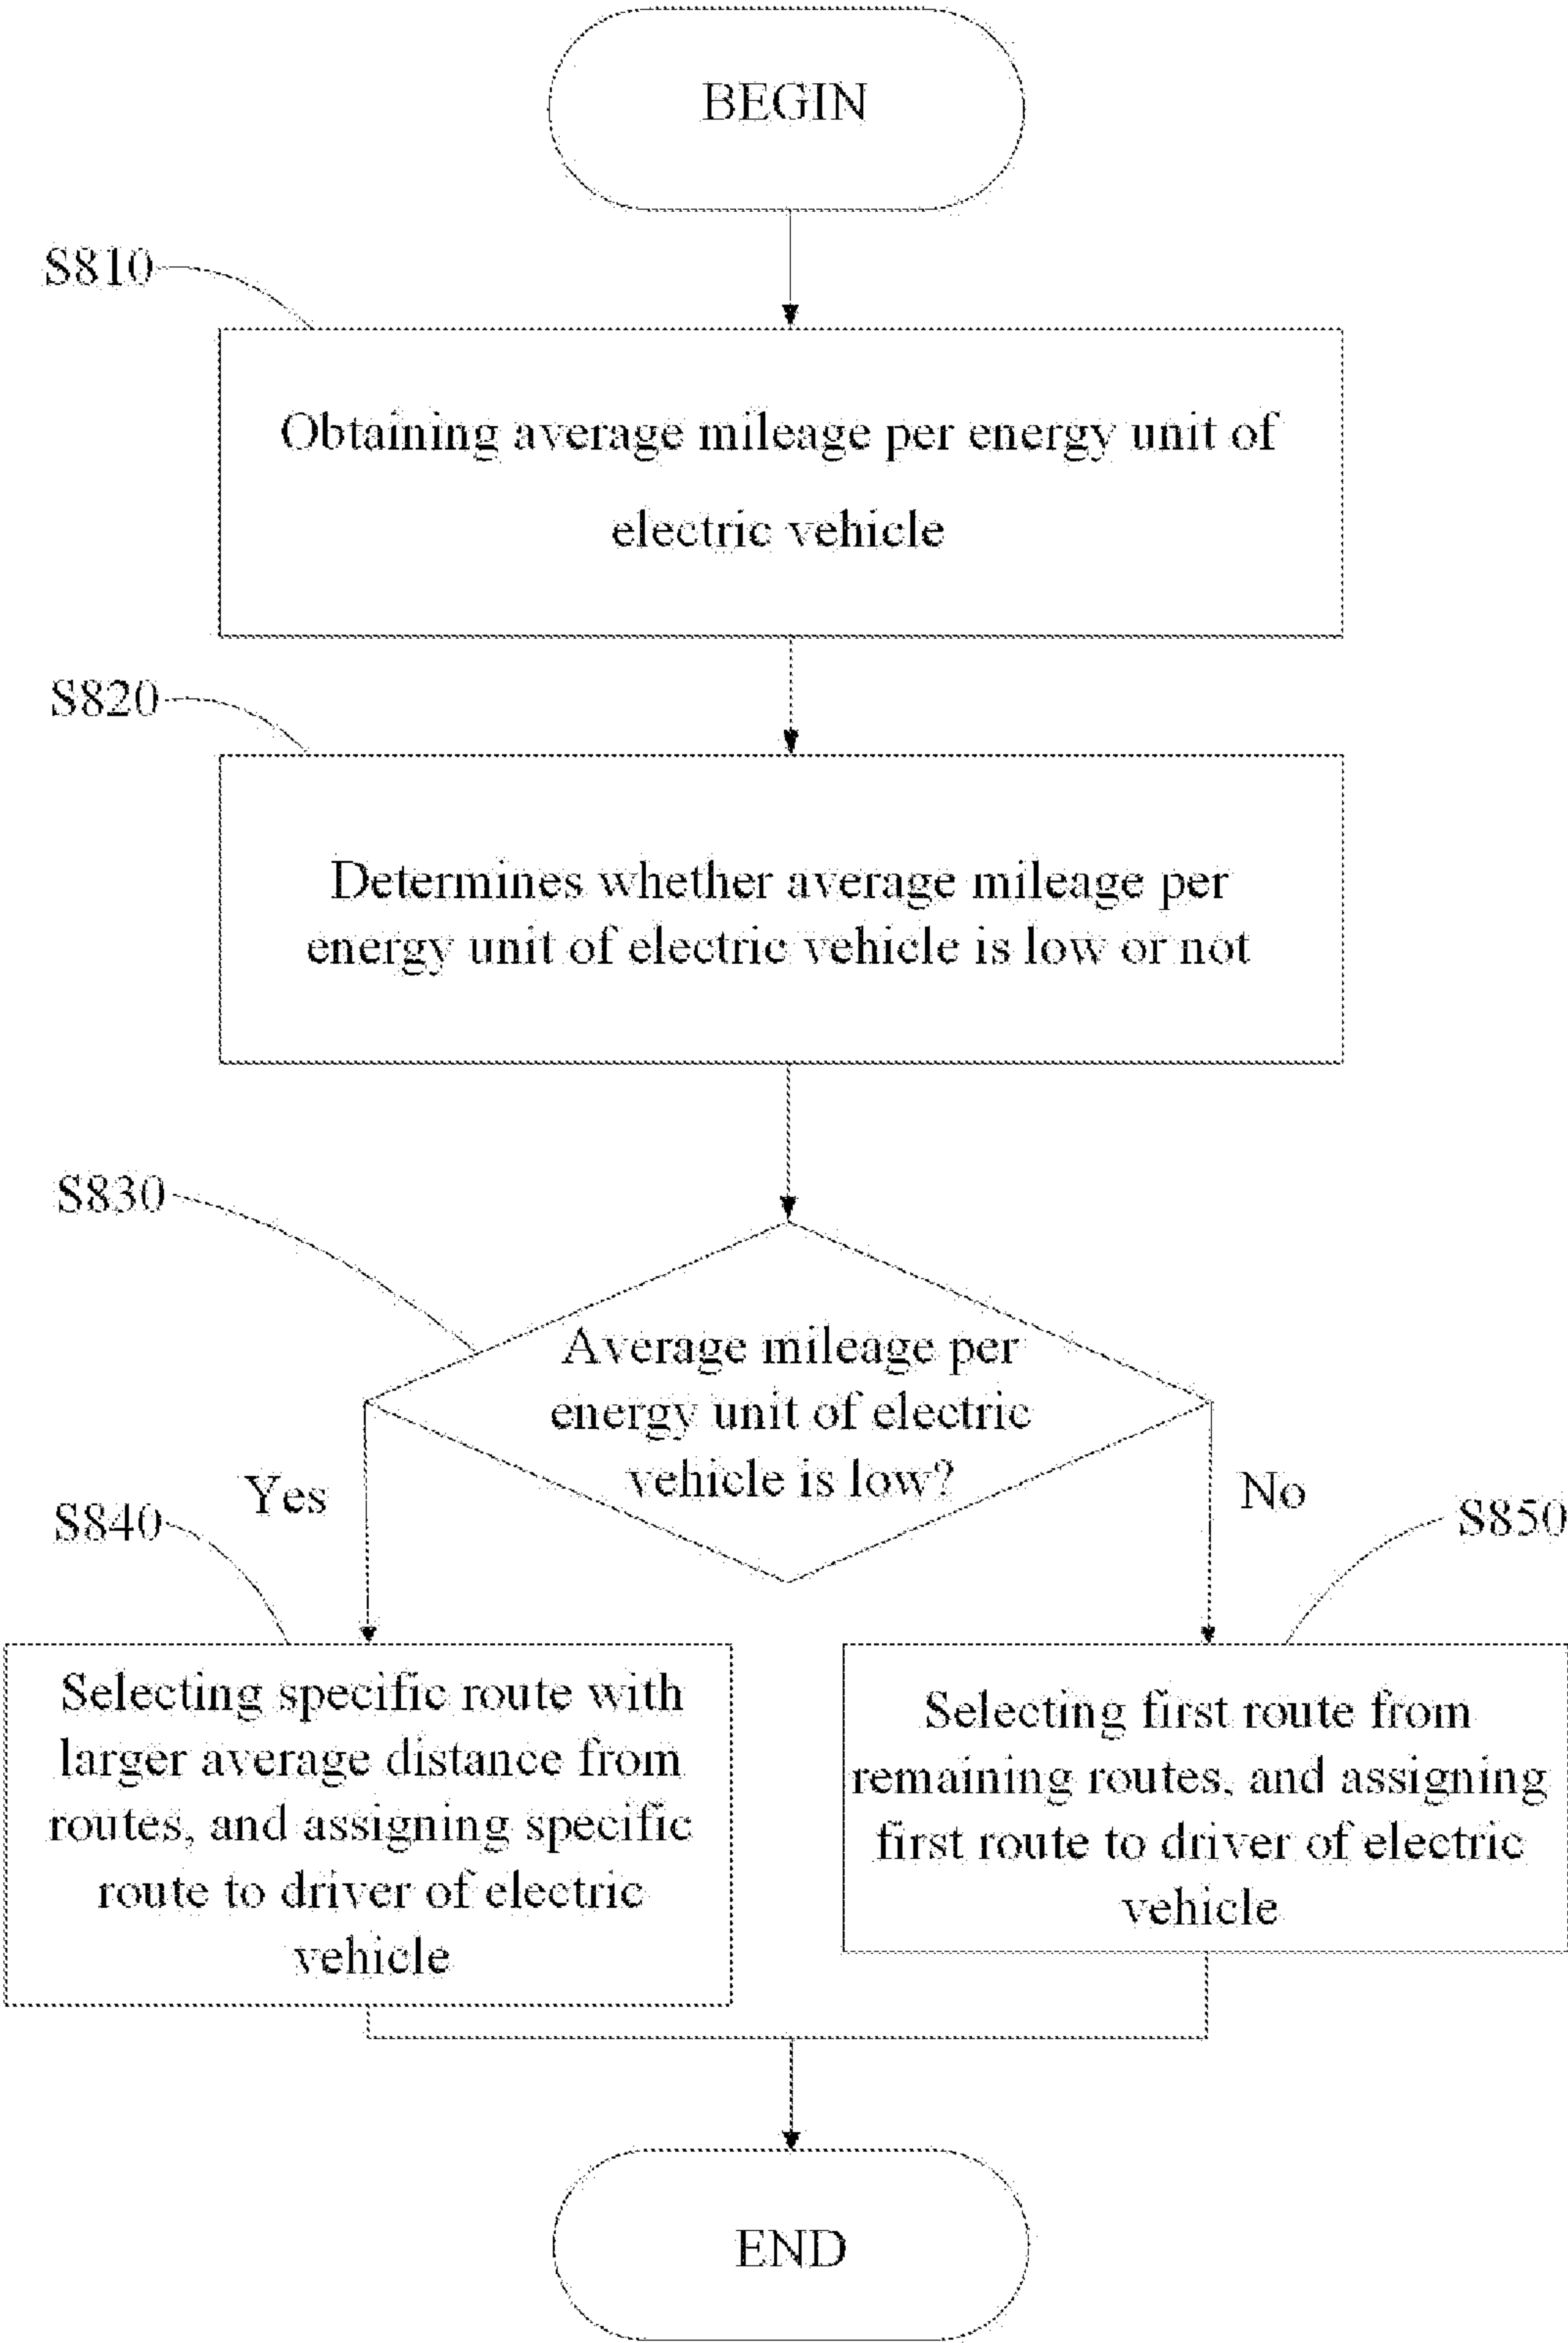 BEGIN
S810
Obtaining average mileage per energy unit of
electric vehicle
S820
Determines whether average mileage per
energy unit of electric vehicle is low or not
S830
Average mileage per
energy unit of electric
vehicle is low?
Yes
No
S840
S850
Selecting specific route with
larger average distance from
routes, and assigning specific
route to driver of electric
vehicle
Selecting first route from
remaining routes, and assigning
first route to driver of electric
vehicle
END